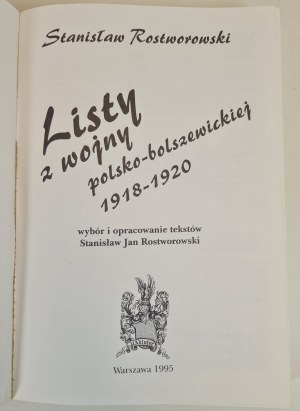 Stanisław Rostworowski
Listy
z wojny
polsko-bolszewickiej
1918-1920
wybór i opracowanie tekstów
Stanisław Jan Rostworowski
Warszawa 1995